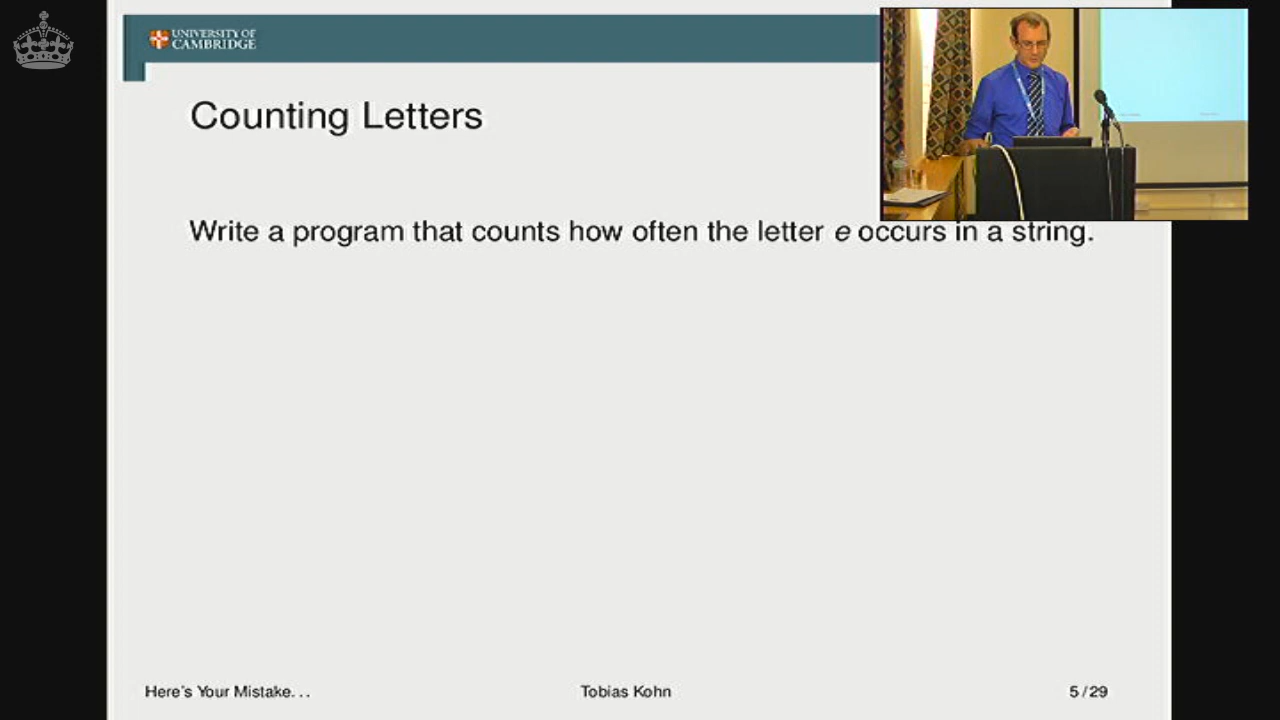 UNIVERSITY OF
CAMBRIDGE
Counting Letters
Write a program that counts how often the letter e occurs in a string.
Here's Your Mistake. . .
Tobias Kohn
5 / 29